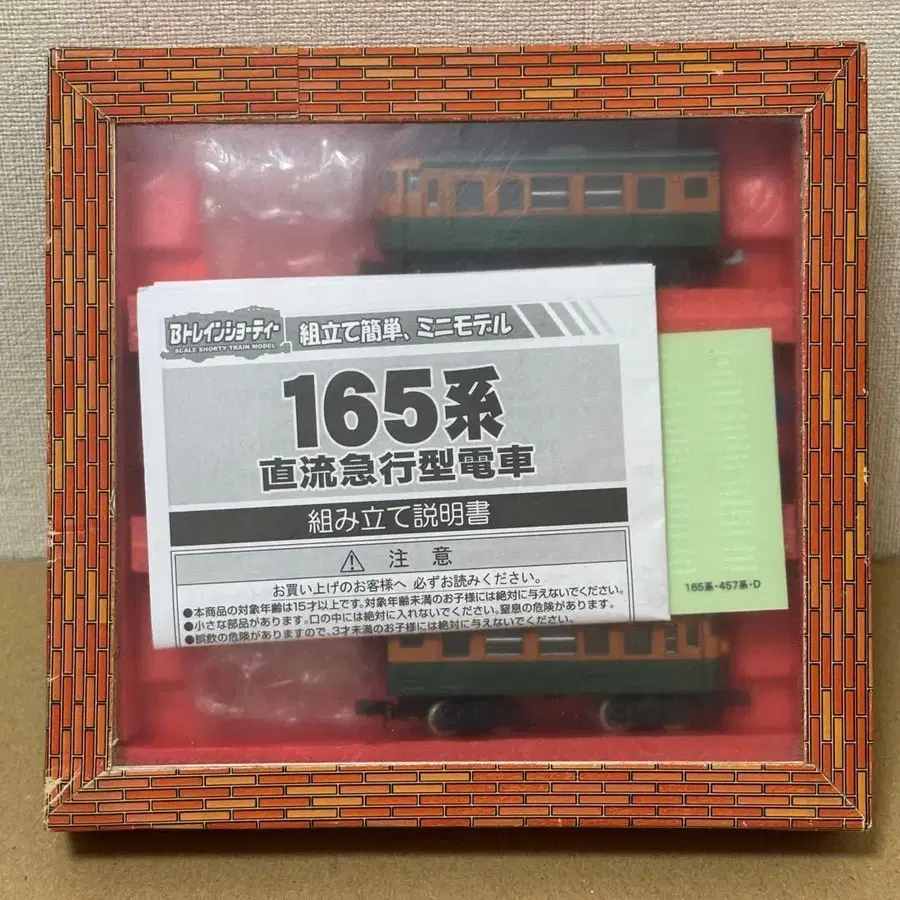 Bトレインショーティー
SCALE SHORTY TRAIN MODEL
組立て簡単、ミニモデル
165系
直流急行型電車
組み立て説明書
注 意
お買い上げのお客様へ 必ずお読みください。
●本商品の対象年齢は15才以上です。対象年齢未満のお子様には絶対に与えないでください。
●小さな部品があります。口の中には絶対に入れないでください。窒息の危険があります。
●誤飲の危険がありますので、3才未満のお子様には絶対に与えないでください。
165系・457系-D